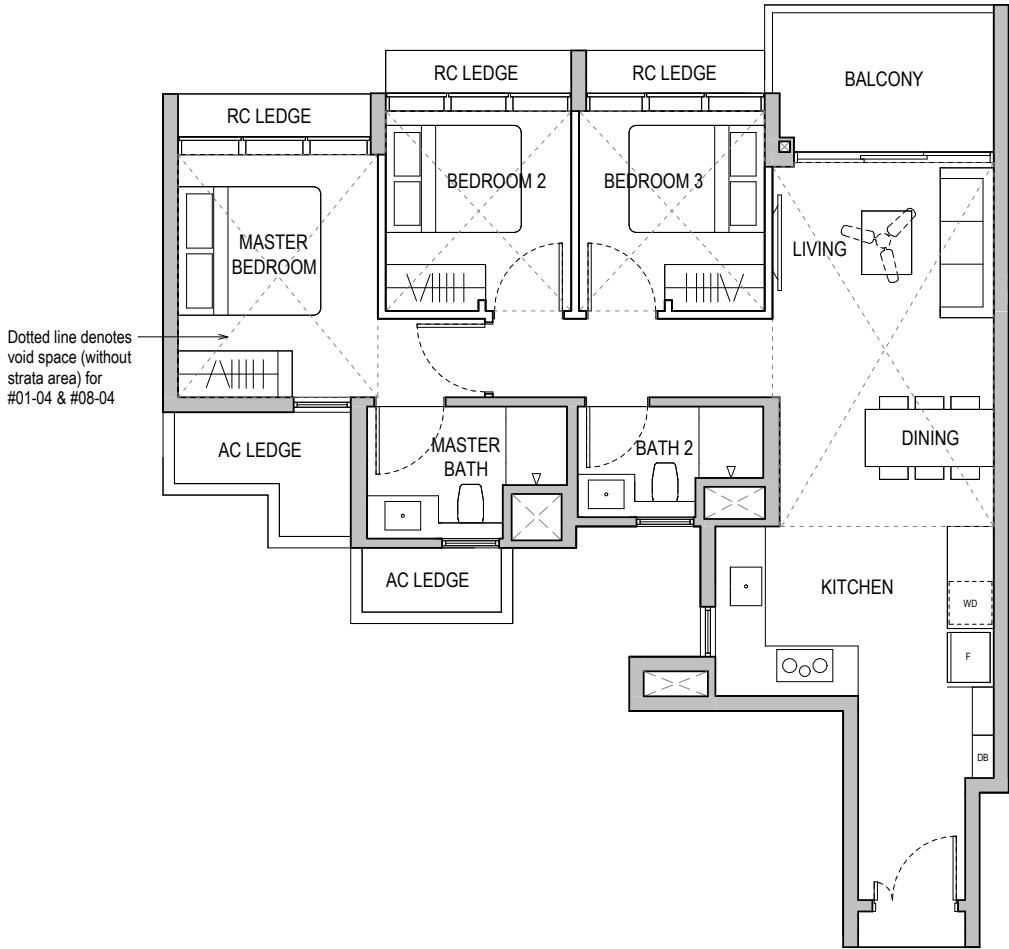 RC LEDGE
RC LEDGE
BALCONY
RC LEDGE
BEDROOM 2
BEDROOM 3
MASTER
BEDROOM
LIVING
Dotted line denotes
void space (without
strata area) for
#01-04 & #08-04
AC LEDGE
MASTER
BATH
BATH 2
DINING
AC LEDGE
KITCHEN
WD
F
DB